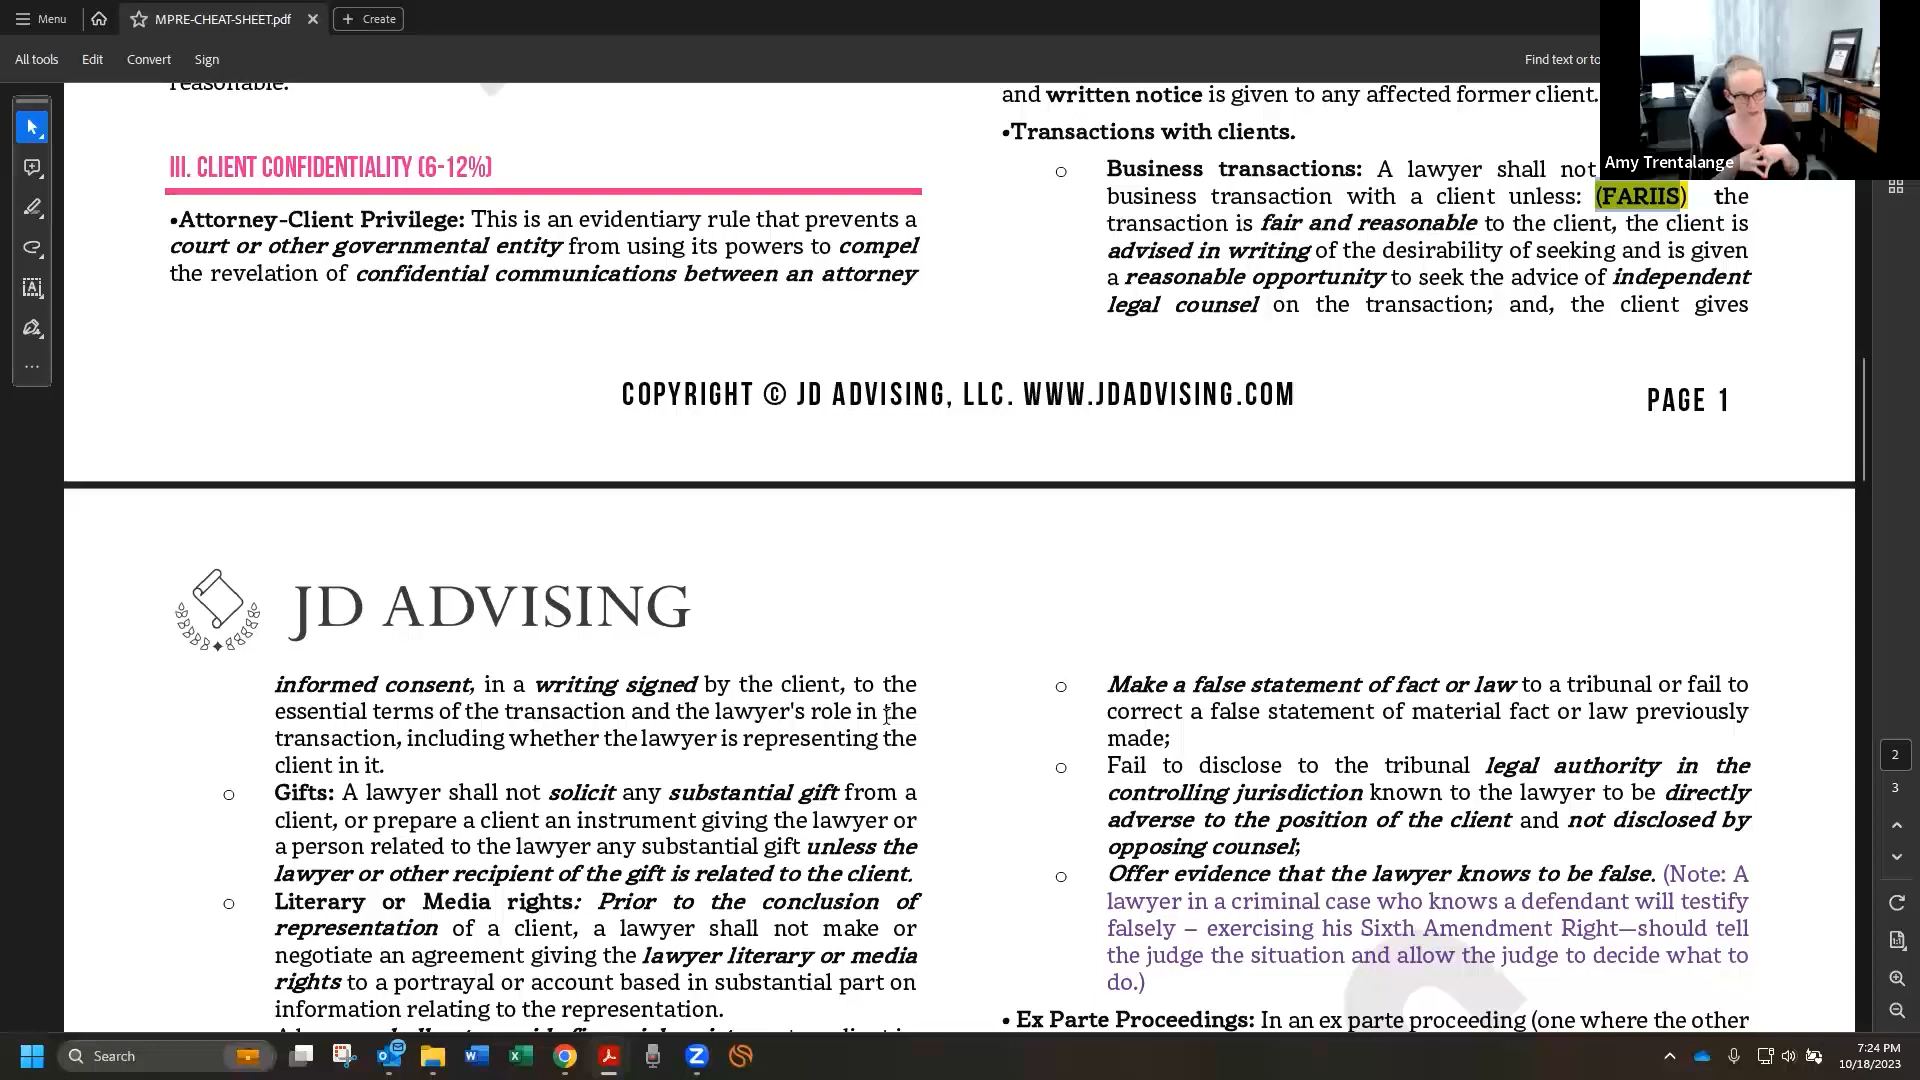 Menu
MPRE-CHEAT-SHEET.pdf
Create
All tools
Edit
Convert
Sign
Find text or to
Amy Trentalange
reasonable.
III. CLIENT CONFIDENTIALITY (6-12%)
•Attorney-Client Privilege: This is an evidentiary rule that prevents a
court or other governmental entity from using its powers to compel
the revelation of confidential communications between an attorney
and written notice is given to any affected former client.
•Transactions with clients.
o Business transactions: A lawyer shall not
business transaction with a client unless: (FARIIS) the
transaction is fair and reasonable to the client, the client is
advised in writing of the desirability of seeking and is given
a reasonable opportunity to seek the advice of independent
legal counsel on the transaction; and, the client gives
COPYRIGHT © JD ADVISING, LLC. WWW.JDADVISING.COM
PAGE 1
JD ADVISING
informed consent, in a writing signed by the client, to the
essential terms of the transaction and the lawyer's role in the
transaction, including whether the lawyer is representing the
client in it.
o Gifts: A lawyer shall not solicit any substantial gift from a
client, or prepare a client an instrument giving the lawyer or
a person related to the lawyer any substantial gift unless the
lawyer or other recipient of the gift is related to the client.
o Literary or Media rights: Prior to the conclusion of
representation of a client, a lawyer shall not make or
negotiate an agreement giving the lawyer literary or media
rights to a portrayal or account based in substantial part on
information relating to the representation.
o Make a false statement of fact or law to a tribunal or fail to
correct a false statement of material fact or law previously
made;
o Fail to disclose to the tribunal legal authority in the
controlling jurisdiction known to the lawyer to be directly
adverse to the position of the client and not disclosed by
opposing counsel;
o Offer evidence that the lawyer knows to be false. (Note: A
lawyer in a criminal case who knows a defendant will testify
falsely – exercising his Sixth Amendment Right—should tell
the judge the situation and allow the judge to decide what to
do.)
• Ex Parte Proceedings: In an ex parte proceeding (one where the other
2
3
Search
7:24 PM
10/18/2023